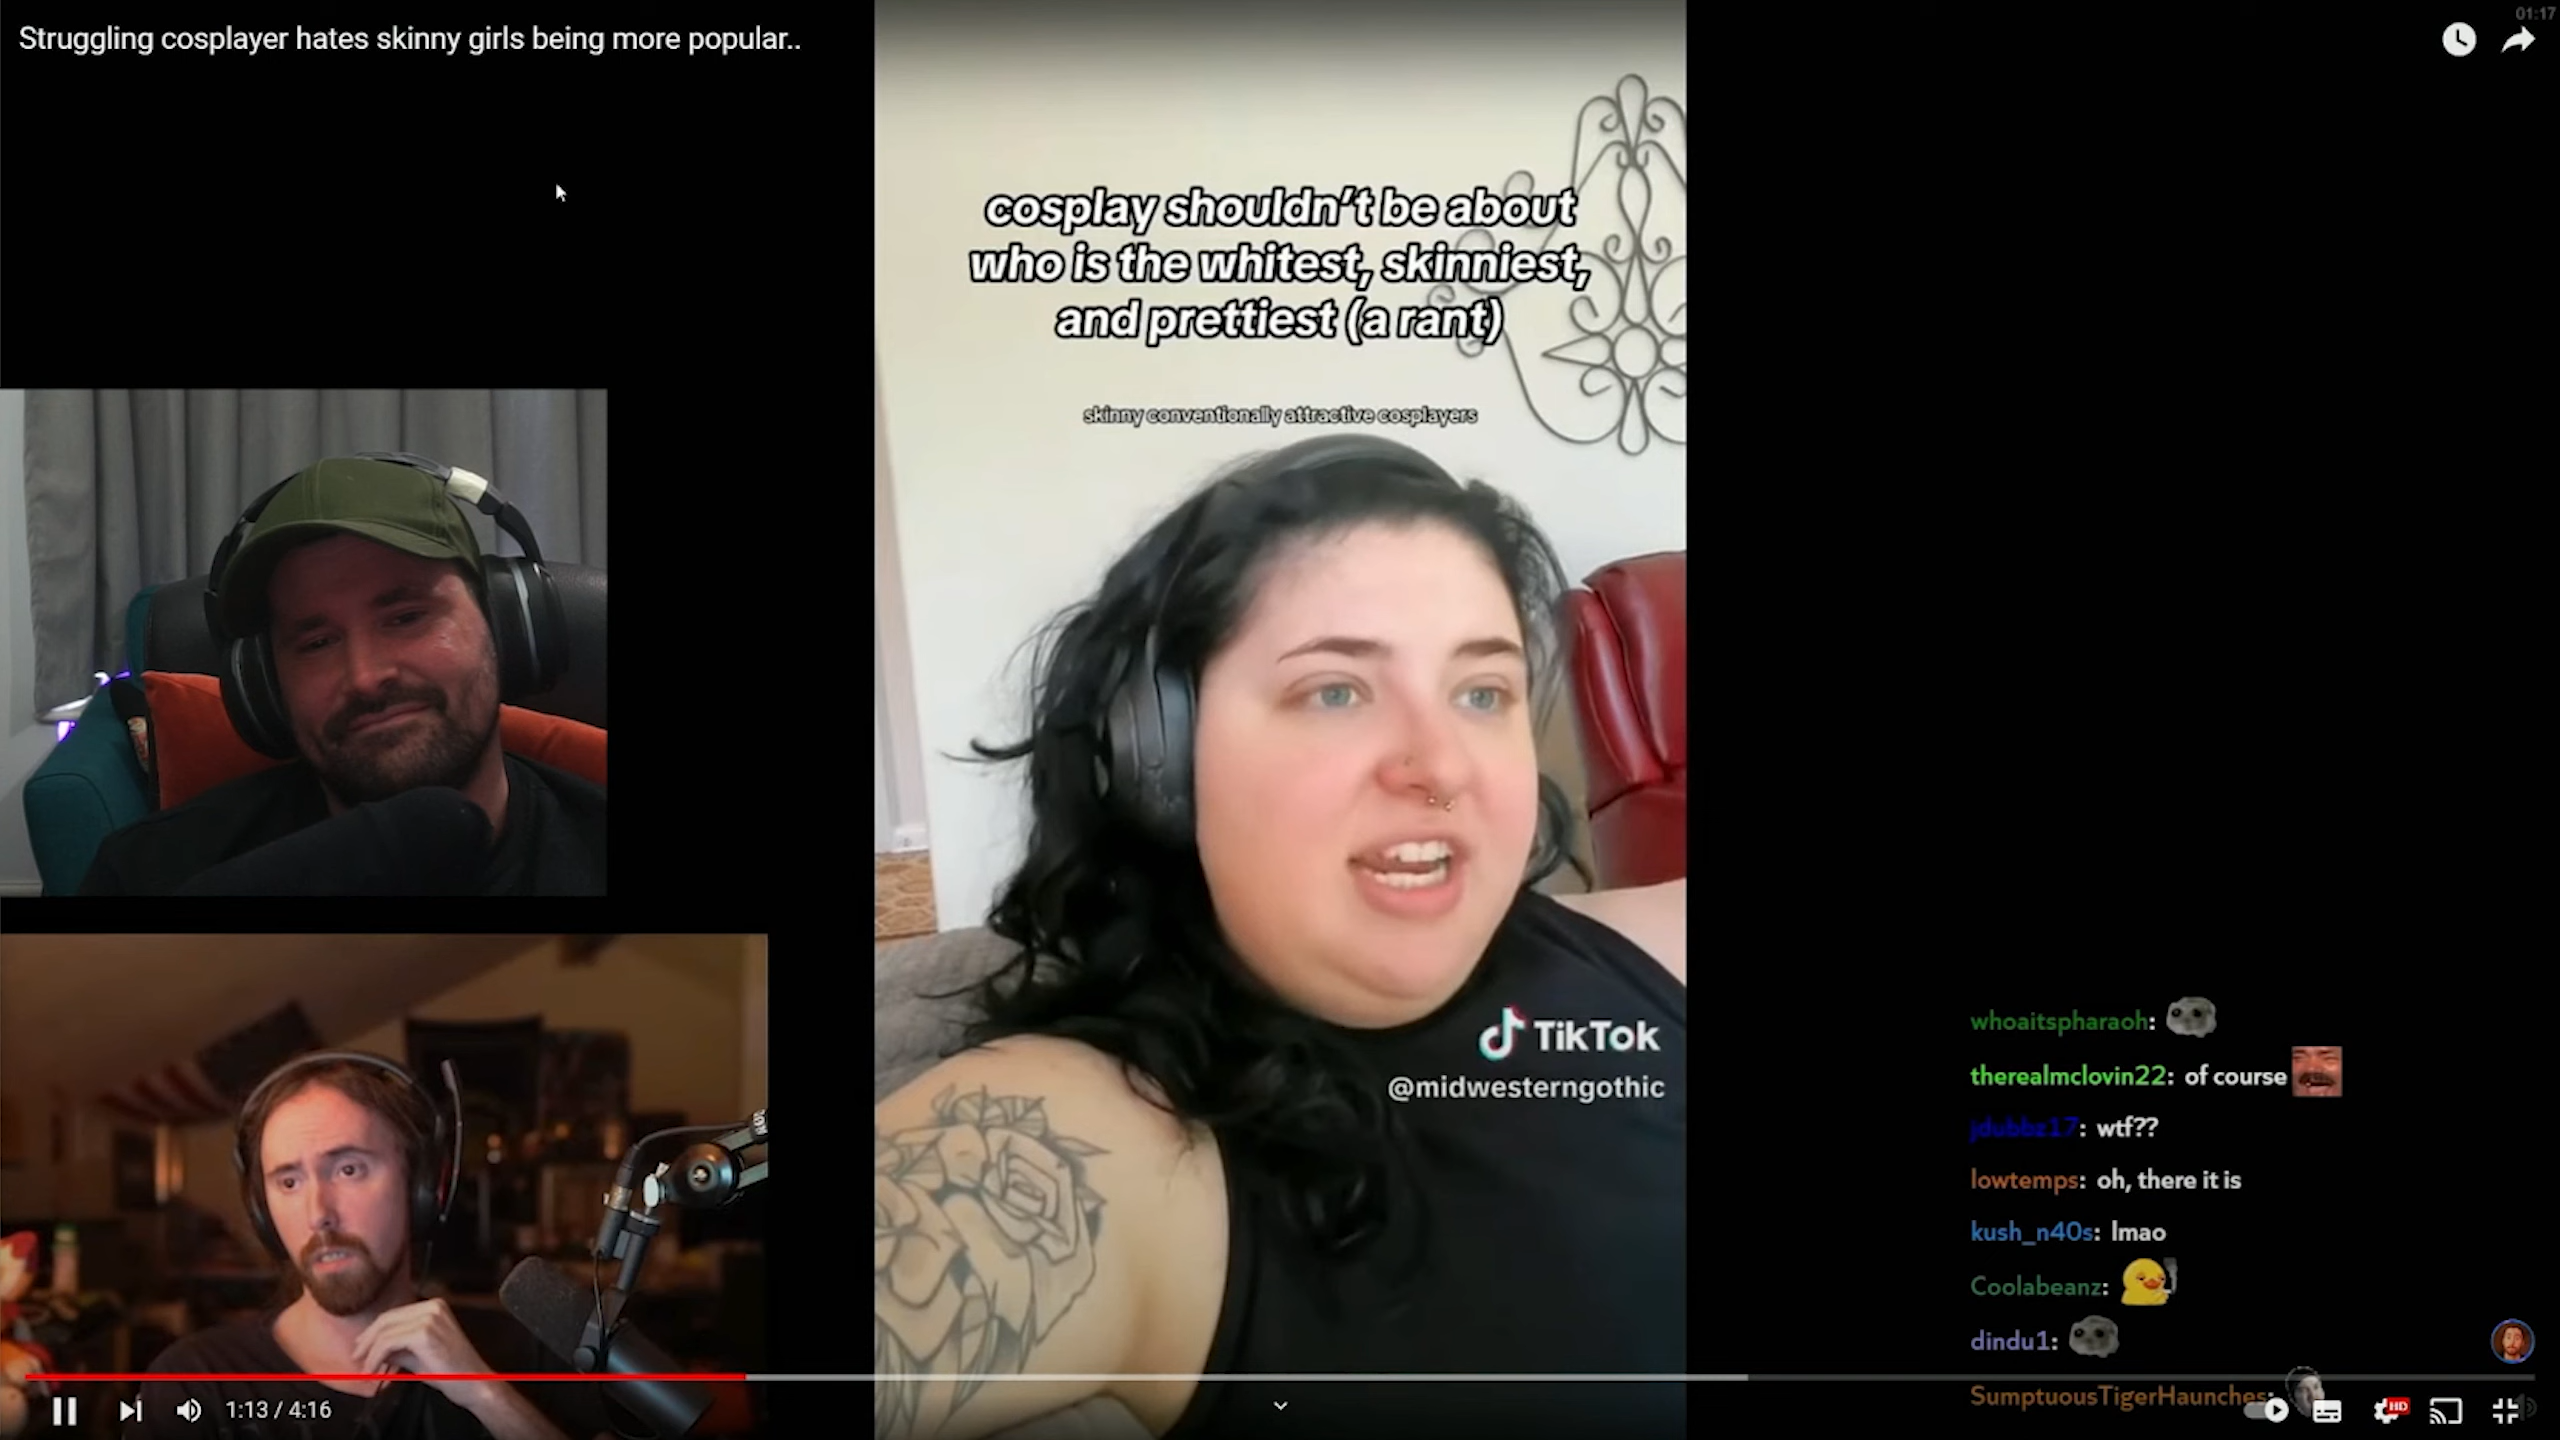 Struggling cosplayer hates skinny girls being more popular..
01:17
cosplay shouldn't be about
who is the whitest, skinniest,
and prettiest (a rant)
skinny conventionally attractive cosplayers
TikTok
@midwesterngothic
whoaitspharaoh:
therealmclovin22: of course
jdubbz17: wtf??
lowtemps: oh, there it is
kush_n40s: lmao
Coolabeanz:
dindu1:
SumptuousTigerHaunches:
1:13 / 4:16
HD